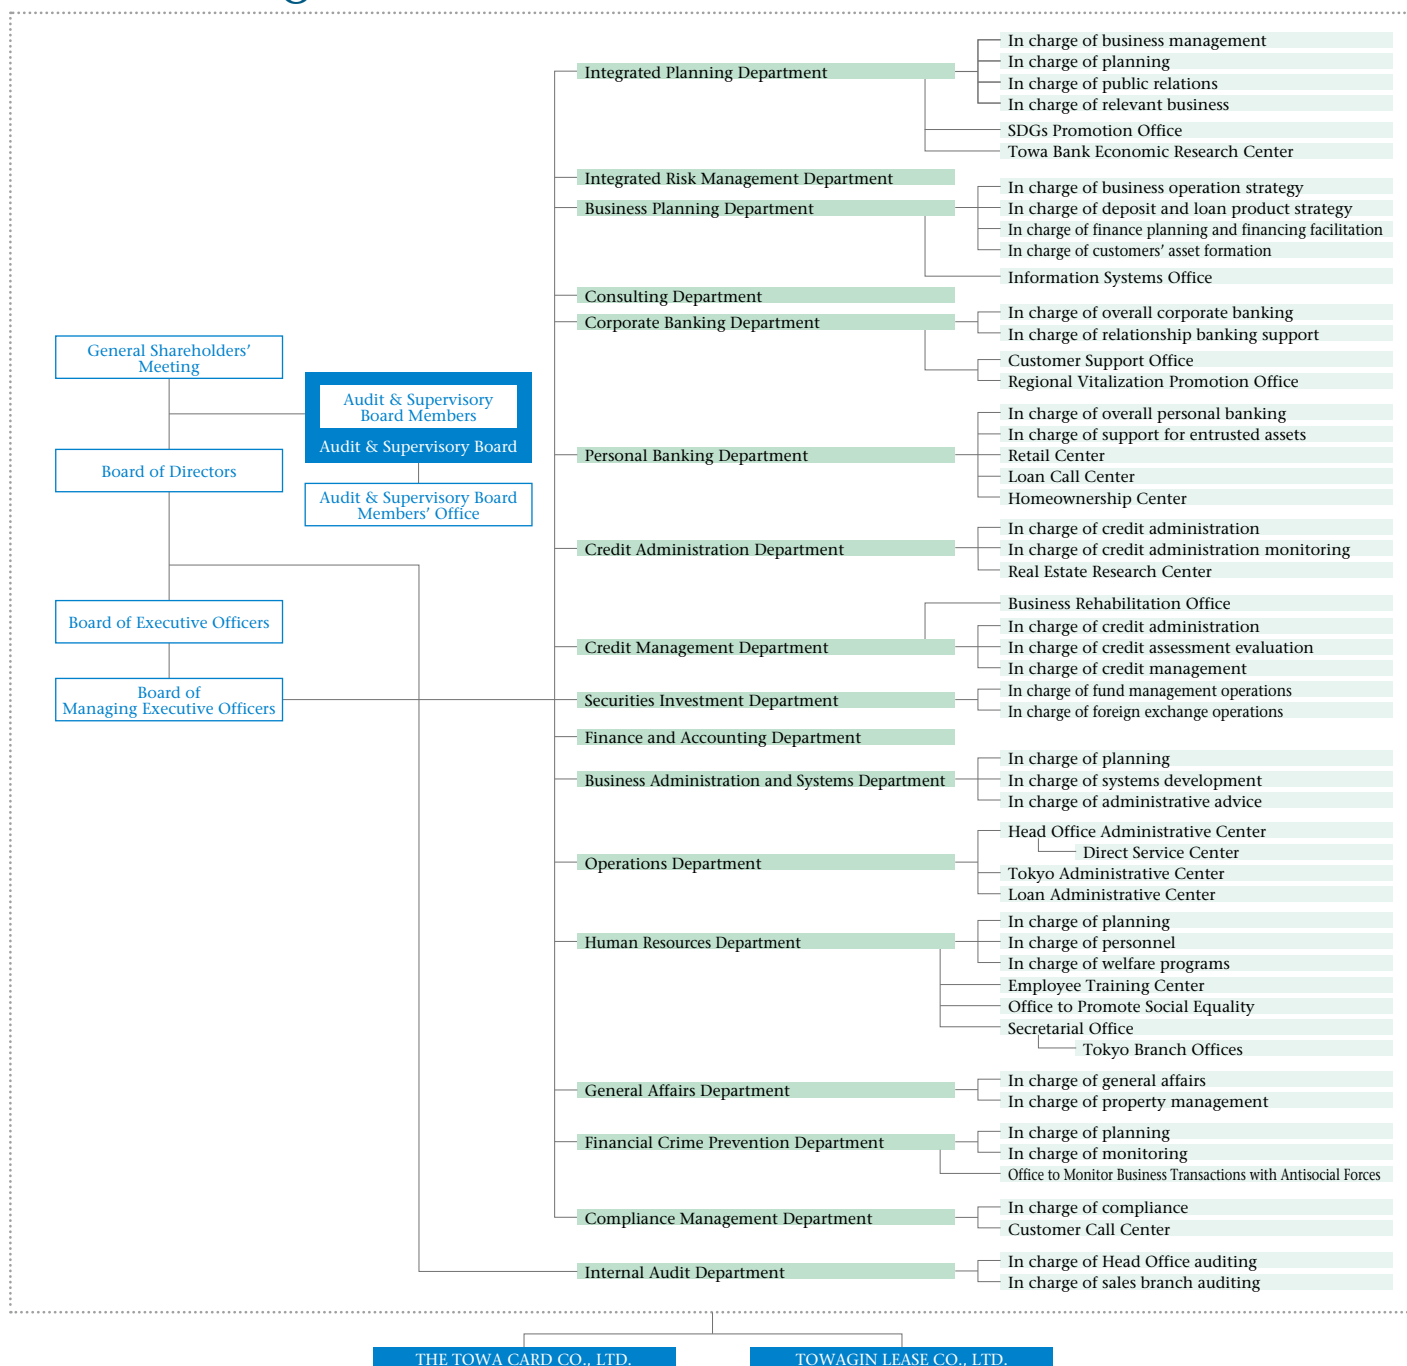 General Shareholders'
Meeting
Audit & Supervisory
Board Members
Audit & Supervisory Board
Board of Directors
Audit & Supervisory Board
Members' Office
Board of Executive Officers
Board of
Managing Executive Officers
Integrated Planning Department
In charge of business management
In charge of planning
In charge of public relations
In charge of relevant business
SDGs Promotion Office
Towa Bank Economic Research Center
Integrated Risk Management Department
Business Planning Department
In charge of business operation strategy
In charge of deposit and loan product strategy
In charge of finance planning and financing facilitation
In charge of customers' asset formation
Information Systems Office
Consulting Department
Corporate Banking Department
In charge of overall corporate banking
In charge of relationship banking support
Customer Support Office
Regional Vitalization Promotion Office
Personal Banking Department
In charge of overall personal banking
In charge of support for entrusted assets
Retail Center
Loan Call Center
Homeownership Center
Credit Administration Department
In charge of credit administration
In charge of credit administration monitoring
Real Estate Research Center
Credit Management Department
Business Rehabilitation Office
In charge of credit administration
In charge of credit assessment evaluation
In charge of credit management
Securities Investment Department
In charge of fund management operations
In charge of foreign exchange operations
Finance and Accounting Department
Business Administration and Systems Department
In charge of planning
In charge of systems development
In charge of administrative advice
Operations Department
Head Office Administrative Center
Direct Service Center
Tokyo Administrative Center
Loan Administrative Center
Human Resources Department
In charge of planning
In charge of personnel
In charge of welfare programs
Employee Training Center
Office to Promote Social Equality
Secretarial Office
Tokyo Branch Offices
General Affairs Department
In charge of general affairs
In charge of property management
Financial Crime Prevention Department
In charge of planning
In charge of monitoring
Office to Monitor Business Transactions with Antisocial Forces
Compliance Management Department
In charge of compliance
Customer Call Center
Internal Audit Department
In charge of Head Office auditing
In charge of sales branch auditing
THE TOWA CARD CO., LTD.
TOWAGIN LEASE CO., LTD.